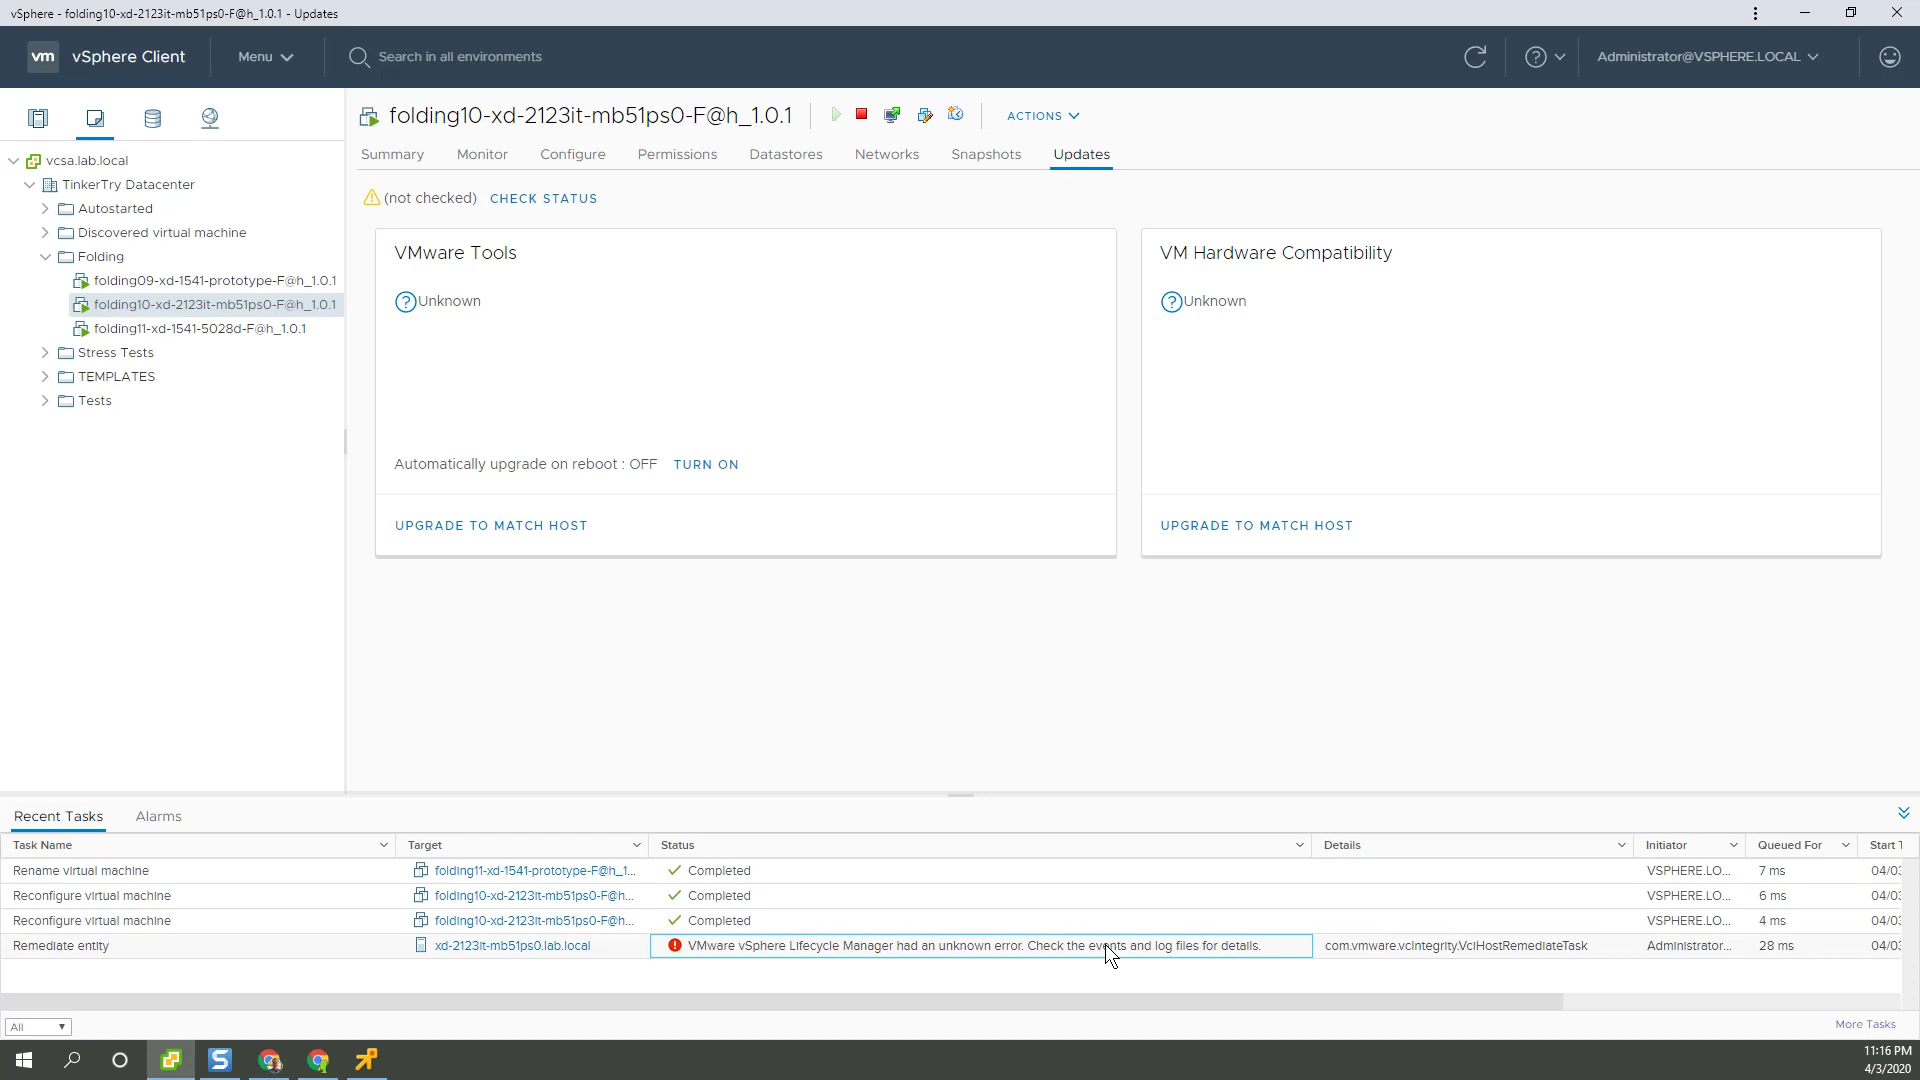 vSphere - folding10-xd-2123it-mb51ps0-F@h_1.0.1 - Updates
vm vSphere Client Menu Search in all environments Administrator@VSPHERE.LOCAL
folding10-xd-2123it-mb51ps0-F@h_1.0.1 ACTIONS
Summary Monitor Configure Permissions Datastores Networks Snapshots Updates
vcsa.lab.local
TinkerTry Datacenter
Autostarted
Discovered virtual machine
Folding
folding09-xd-1541-prototype-F@h_1.0.1
folding10-xd-2123it-mb51ps0-F@h_1.0.1
folding11-xd-1541-5028d-F@h_1.0.1
Stress Tests
TEMPLATES
Tests
(not checked) CHECK STATUS
VMware Tools
Unknown
Automatically upgrade on reboot : OFF TURN ON
UPGRADE TO MATCH HOST
VM Hardware Compatibility
Unknown
UPGRADE TO MATCH HOST
Recent Tasks Alarms
Task Name Target Status Details Initiator Queued For Start T
Rename virtual machine folding11-xd-1541-prototype-F@h_1... Completed VSPHERE.LO... 7 ms 04/03
Reconfigure virtual machine folding10-xd-2123it-mb51ps0-F@h... Completed VSPHERE.LO... 6 ms 04/03
Reconfigure virtual machine folding10-xd-2123it-mb51ps0-F@h... Completed VSPHERE.LO... 4 ms 04/03
Remediate entity xd-2123it-mb51ps0.lab.local VMware vSphere Lifecycle Manager had an unknown error. Check the events and log files for details. com.vmware.vcIntegrity.VciHostRemediateTask Administrator... 28 ms 04/03
All More Tasks
S
11:16 PM
4/3/2020